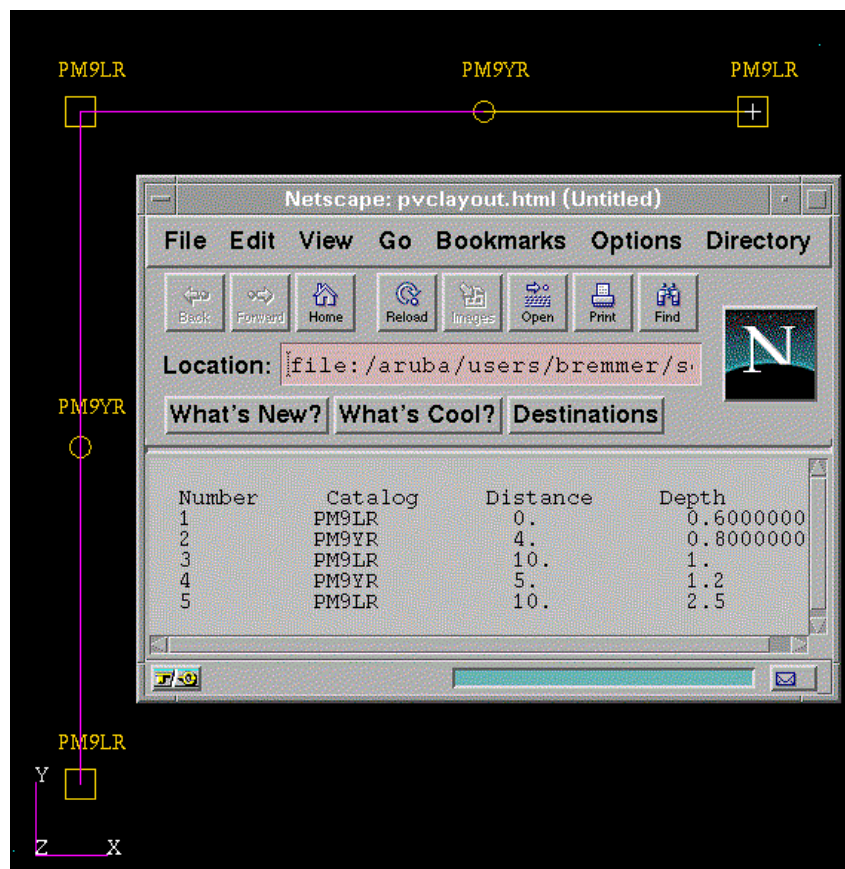 PM9LR PM9YR PM9LR
Netscape: pvclayout.html (Untitled)
File Edit View Go Bookmarks Options Directory
Back Forward Home Reload Images Open Print Find
N
Location: file:/aruba/users/bremmer/s
What's New? What's Cool? Destinations
PM9YR
Number Catalog Distance Depth
1 PM9LR 0. 0.6000000
2 PM9YR 4. 0.8000000
3 PM9LR 10. 1.
4 PM9YR 5. 1.2
5 PM9LR 10. 2.5
PM9LR
Y
Z X